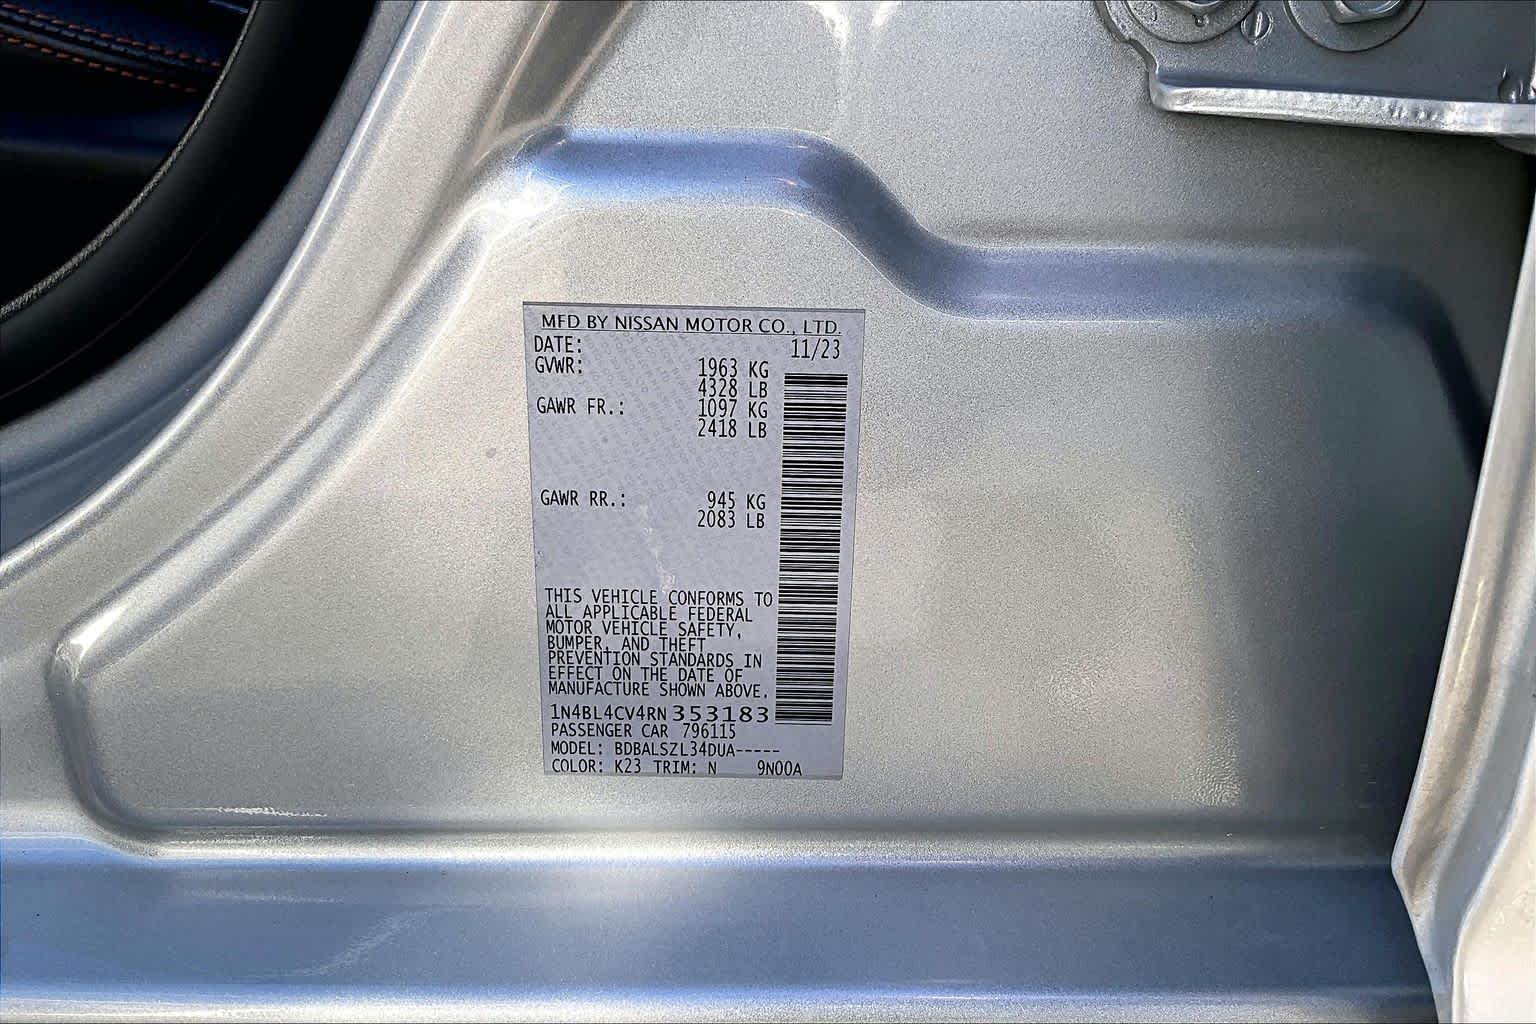 MFD BY NISSAN MOTOR CO., LTD.
DATE: 11/23
GVWR: 1963 KG
4328 LB
GAWR FR.: 1097 KG
2418 LB
GAWR RR.: 945 KG
2083 LB
THIS VEHICLE CONFORMS TO
ALL APPLICABLE FEDERAL
MOTOR VEHICLE SAFETY,
BUMPER, AND THEFT
PREVENTION STANDARDS IN
EFFECT ON THE DATE OF
MANUFACTURE SHOWN ABOVE.
1N4BL4CV4RN353183
PASSENGER CAR 796115
MODEL: BDBALSZL34DUA-----
COLOR: K23 TRIM: N 9N00A